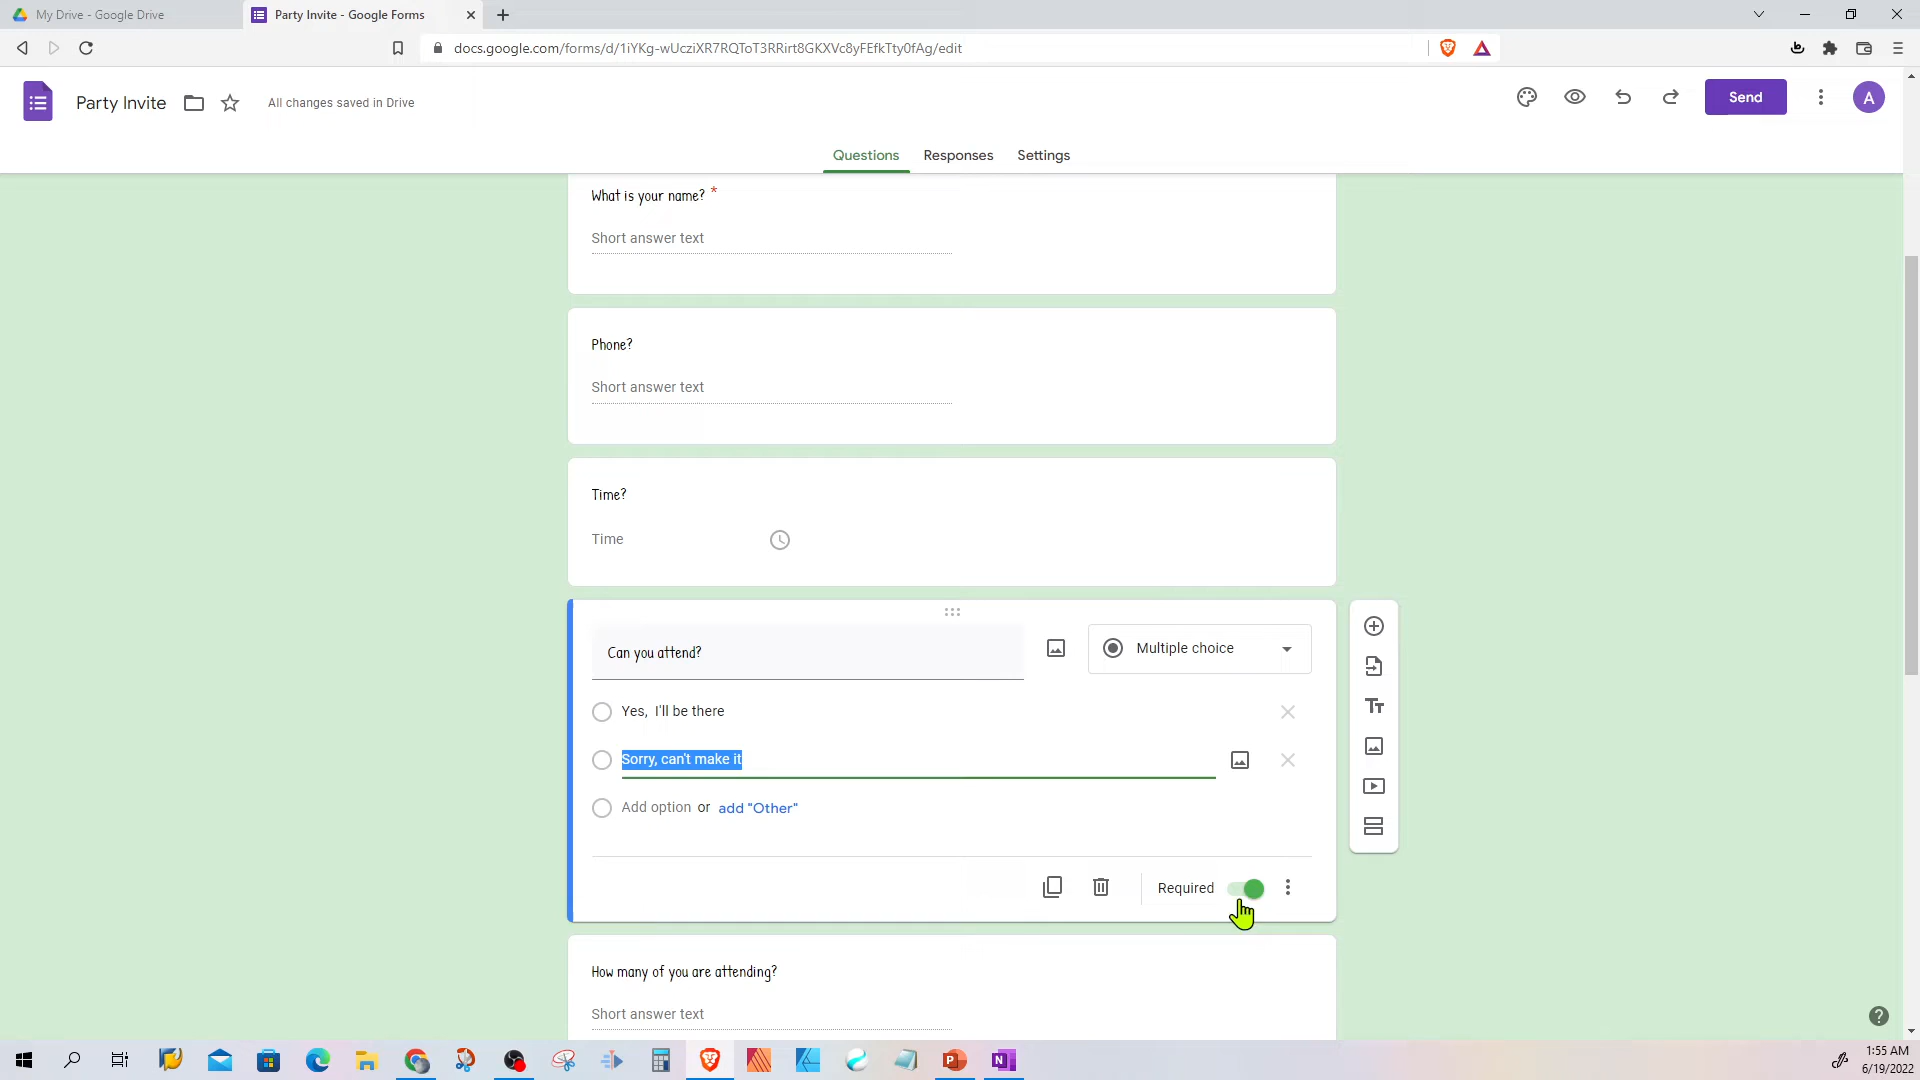 My Drive - Google Drive
Party Invite - Google Forms
docs.google.com/forms/d/1iYKg-wUcziXR7RQToT3RRirt8GKXVc8yFEfkTty0fAg/edit
Party Invite
All changes saved in Drive
Send
A
Questions
Responses
Settings
What is your name? *
Short answer text
Phone?
Short answer text
Time?
Time
Can you attend?
Multiple choice
Yes, I'll be there
Sorry, can't make it
Add option or add "Other"
Required
How many of you are attending?
Short answer text
1:55 AM
6/19/2022